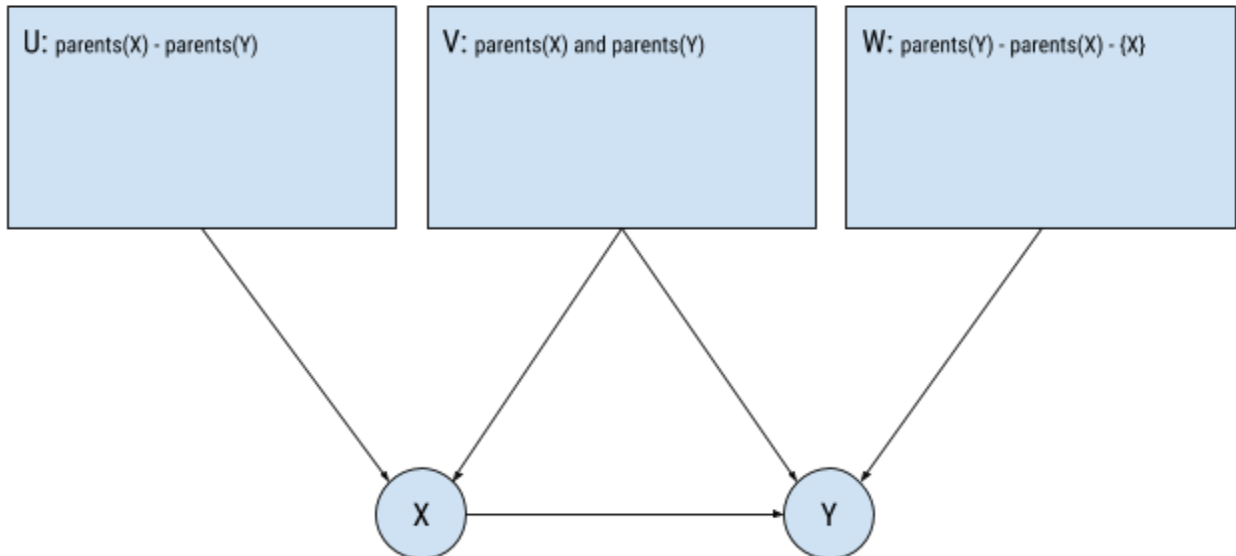 U: parents(X) - parents(Y)
V: parents(X) and parents(Y)
W: parents(Y) - parents(X) - {X}
X
Y